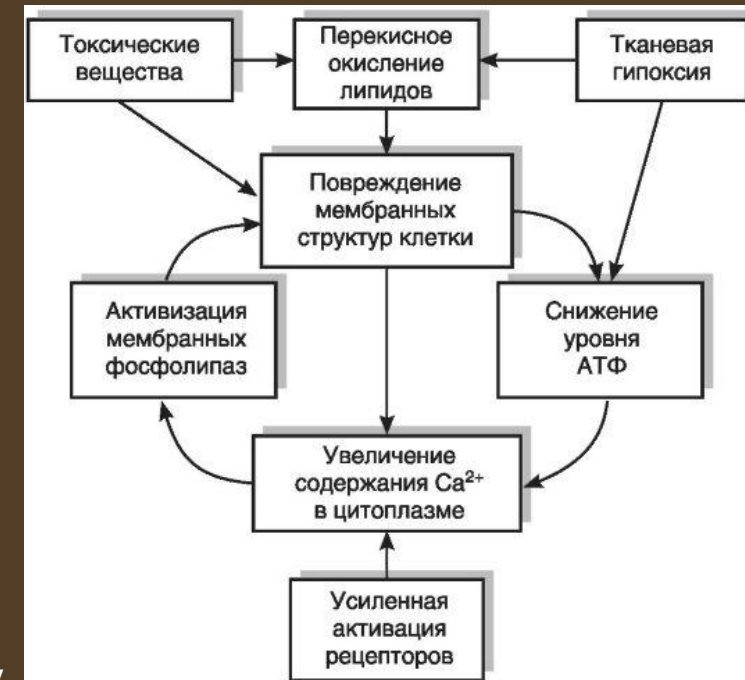 Токсические
вещества
Перекисное
окисление
липидов
Тканевая
гипоксия
Повреждение
мембранных
структур клетки
Активизация
мембранных
фосфолипаз
Снижение
уровня
АТФ
Увеличение
содержания Ca²⁺
в цитоплазме
Усиленная
активация
рецепторов